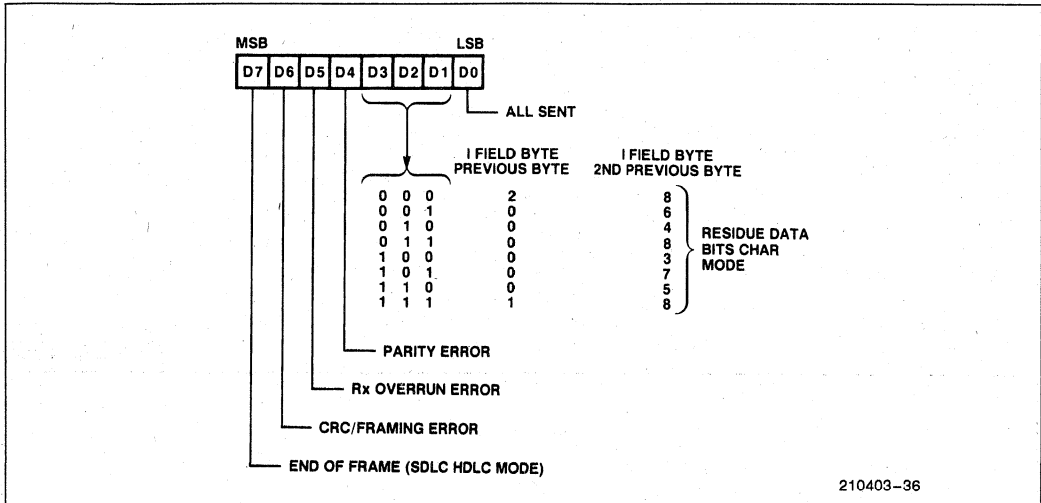 MSB LSB
D7 D6 D5 D4 D3 D2 D1 D0
ALL SENT
I FIELD BYTE I FIELD BYTE
PREVIOUS BYTE 2ND PREVIOUS BYTE
0 0 0 2 8
0 0 1 0 6
0 1 0 0 4
0 1 1 0 8
1 0 0 0 3
1 0 1 0 7
1 1 0 0 5
1 1 1 1 8
RESIDUE DATA
BITS CHAR
MODE
PARITY ERROR
Rx OVERRUN ERROR
CRC/FRAMING ERROR
END OF FRAME (SDLC HDLC MODE)
210403-36